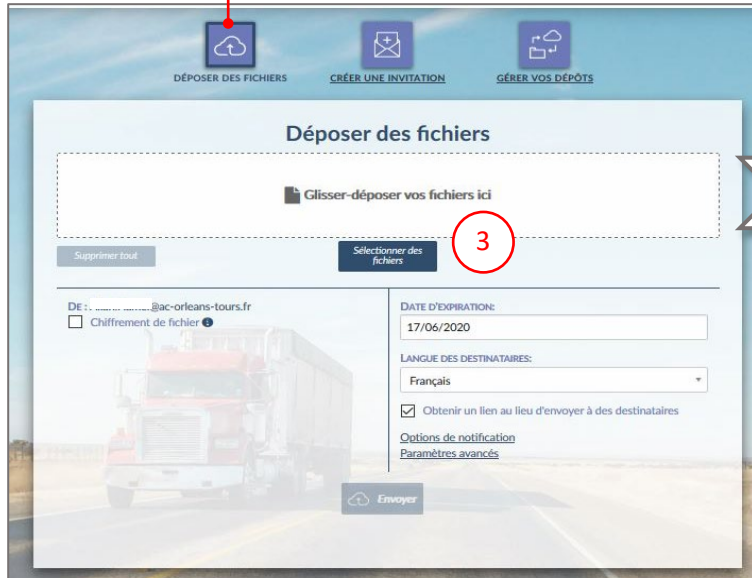 DÉPOSER DES FICHIERS CRÉER UNE INVITATION GÉRER VOS DÉPÔTS
Déposer des fichiers
Glisser-déposer vos fichiers ici
Supprimer tout
Sélectionner des
fichiers
3
DE :
@ac-orleans-tours.fr
Chiffrement de fichier
DATE D'EXPIRATION:
17/06/2020
LANGUE DES DESTINATAIRES:
Français
Obtenir un lien au lieu d'envoyer à des destinataires
Options de notification
Paramètres avancés
Envoyer